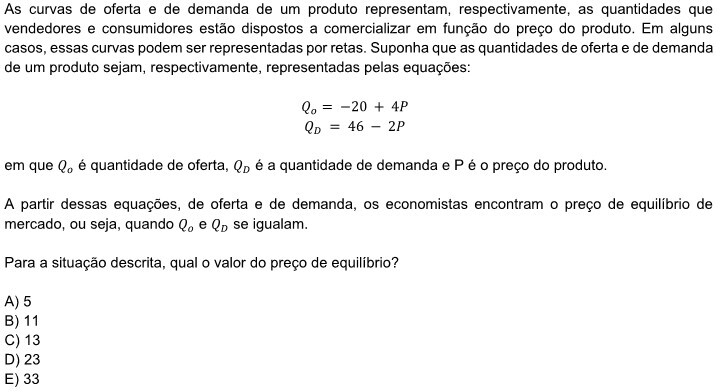 As curvas de oferta e de demanda de um produto representam, respectivamente, as quantidades que
vendedores e consumidores estão dispostos a comercializar em função do preço do produto. Em alguns
casos, essas curvas podem ser representadas por retas. Suponha que as quantidades de oferta e de demanda
de um produto sejam, respectivamente, representadas pelas equações:
Qₒ = −20 + 4P
Q_D = 46 − 2P
em que Qₒ é quantidade de oferta, Q_D é a quantidade de demanda e P é o preço do produto.
A partir dessas equações, de oferta e de demanda, os economistas encontram o preço de equilíbrio de
mercado, ou seja, quando Qₒ e Q_D se igualam.
Para a situação descrita, qual o valor do preço de equilíbrio?
A) 5
B) 11
C) 13
D) 23
E) 33